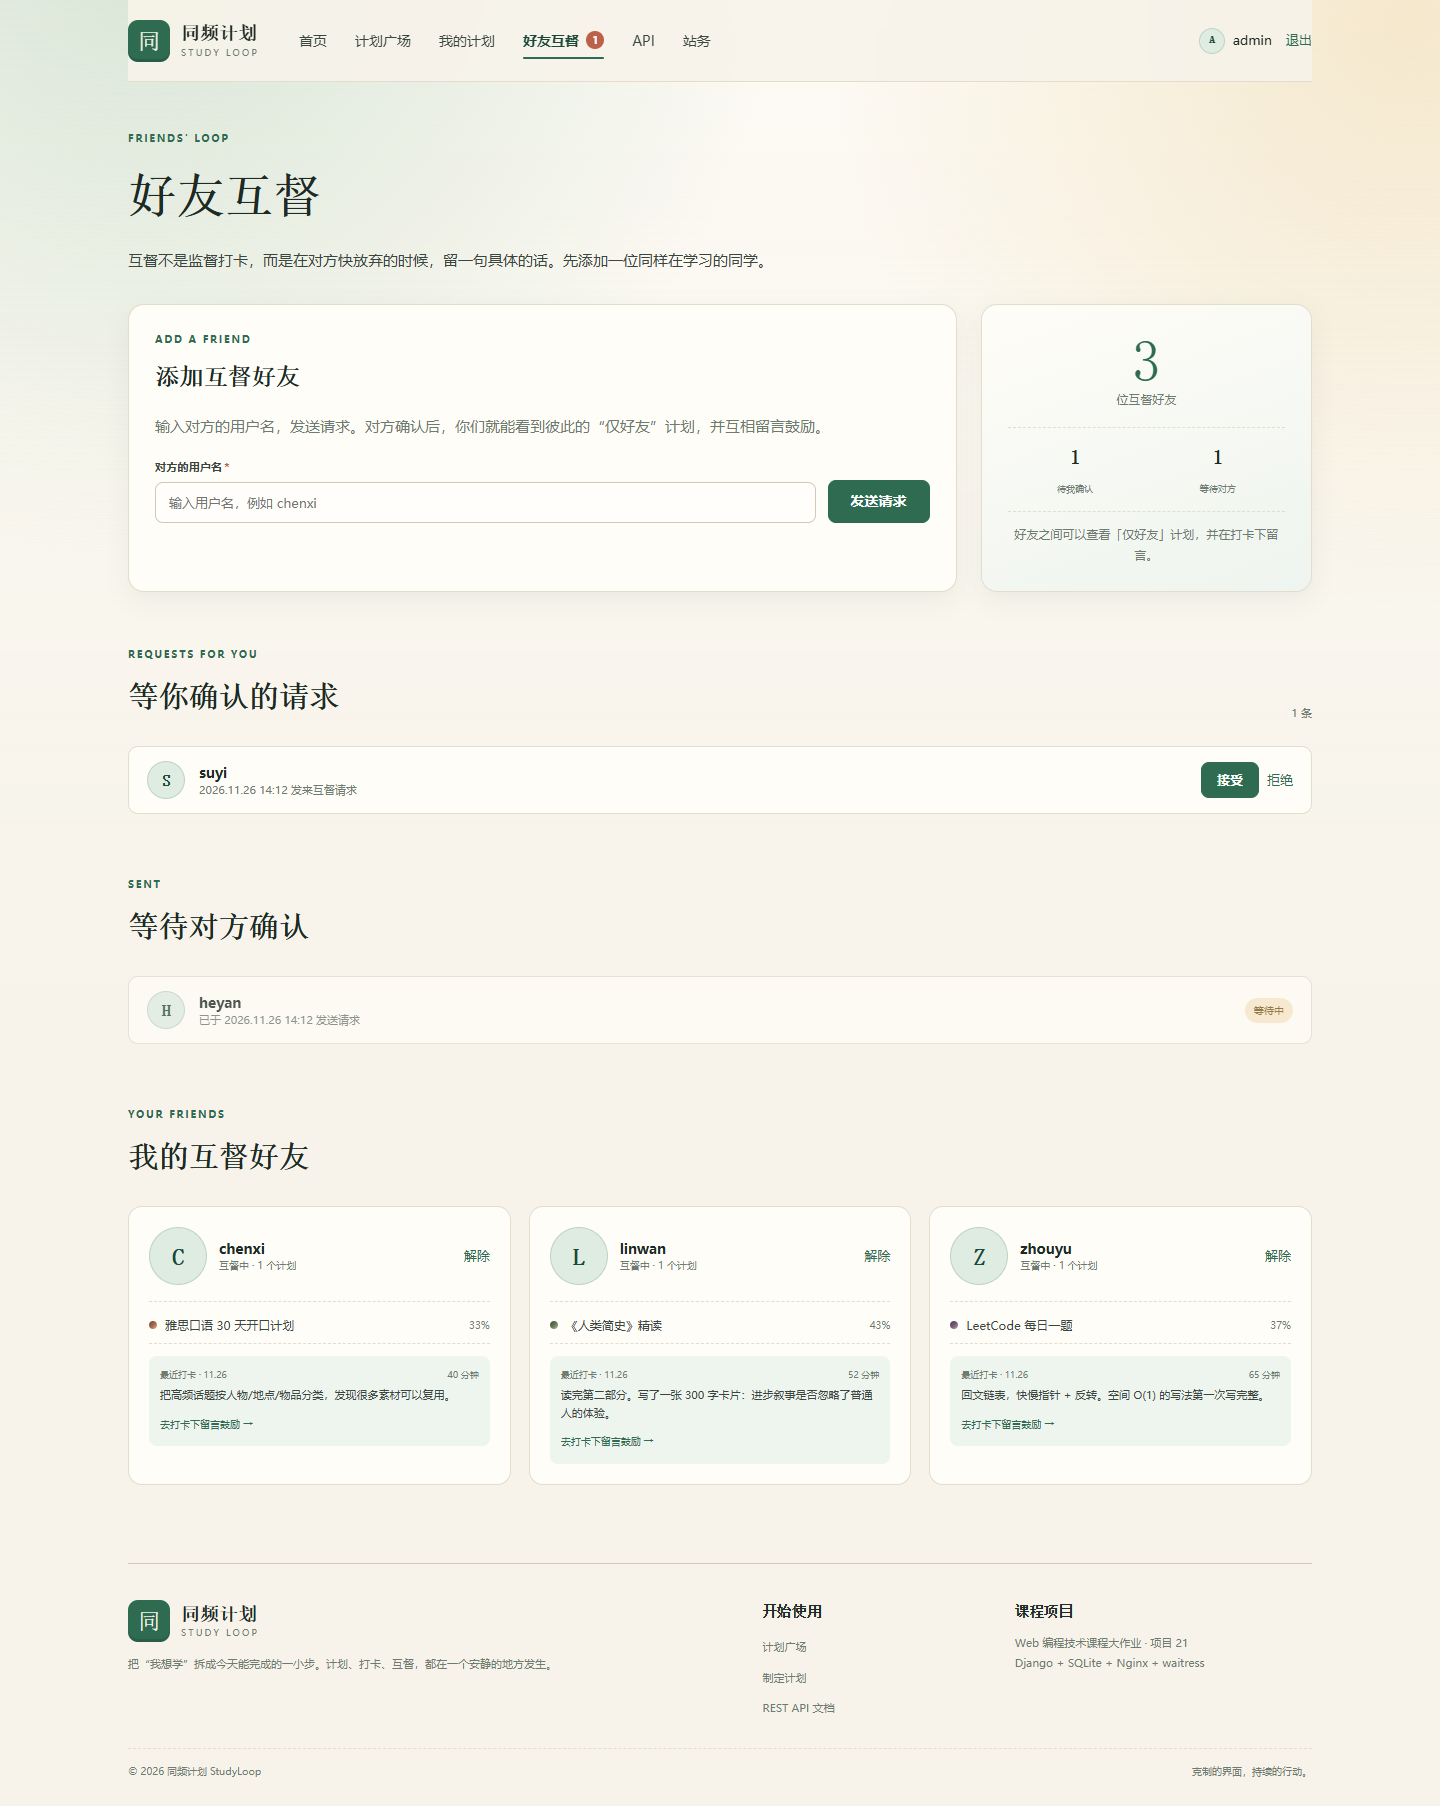 同 同频计划
STUDY LOOP
首页 计划广场 我的计划 好友互督 1 API 站务
A admin 退出
FRIENDS' LOOP
好友互督
互督不是监督打卡，而是在对方快放弃的时候，留一句具体的话。先添加一位同样在学习的同学。
ADD A FRIEND
添加互督好友
输入对方的用户名，发送请求。对方确认后，你们就能看到彼此的“仅好友”计划，并互相留言鼓励。
对方的用户名 *
输入用户名，例如 chenxi
发送请求
3
位互督好友
1 1
待我确认 等待对方
好友之间可以查看「仅好友」计划，并在打卡下留
言。
REQUESTS FOR YOU
等你确认的请求
1 条
S suyi
2026.11.26 14:12 发来互督请求
接受 拒绝
SENT
等待对方确认
H heyan
已于 2026.11.26 14:12 发送请求
等待中
YOUR FRIENDS
我的互督好友
C chenxi
互督中 · 1 个计划
解除
雅思口语 30 天开口计划 33%
最近打卡 · 11.26 40 分钟
把高频话题按人物/地点/物品分类，发现很多素材可以复用。
去打卡下留言鼓励 →
L linwan
互督中 · 1 个计划
解除
《人类简史》精读 43%
最近打卡 · 11.26 52 分钟
读完第二部分。写了一张 300 字卡片：进步叙事是否忽略了普通
人的体验。
去打卡下留言鼓励 →
Z zhouyu
互督中 · 1 个计划
解除
LeetCode 每日一题 37%
最近打卡 · 11.26 65 分钟
回文链表，快慢指针 + 反转。空间 O(1) 的写法第一次写完整。
去打卡下留言鼓励 →
同 同频计划
STUDY LOOP
把“我想学”拆成今天能完成的一小步。计划、打卡、互督，都在一个安静的地方发生。
开始使用
计划广场
制定计划
REST API 文档
课程项目
Web 编程技术课程大作业 · 项目 21
Django + SQLite + Nginx + waitress
© 2026 同频计划 StudyLoop
克制的界面，持续的行动。